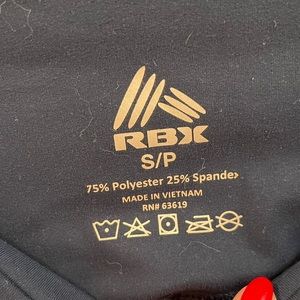 RBX
S/P
75% Polyester 25% Spandex
MADE IN VIETNAM
RN# 63619